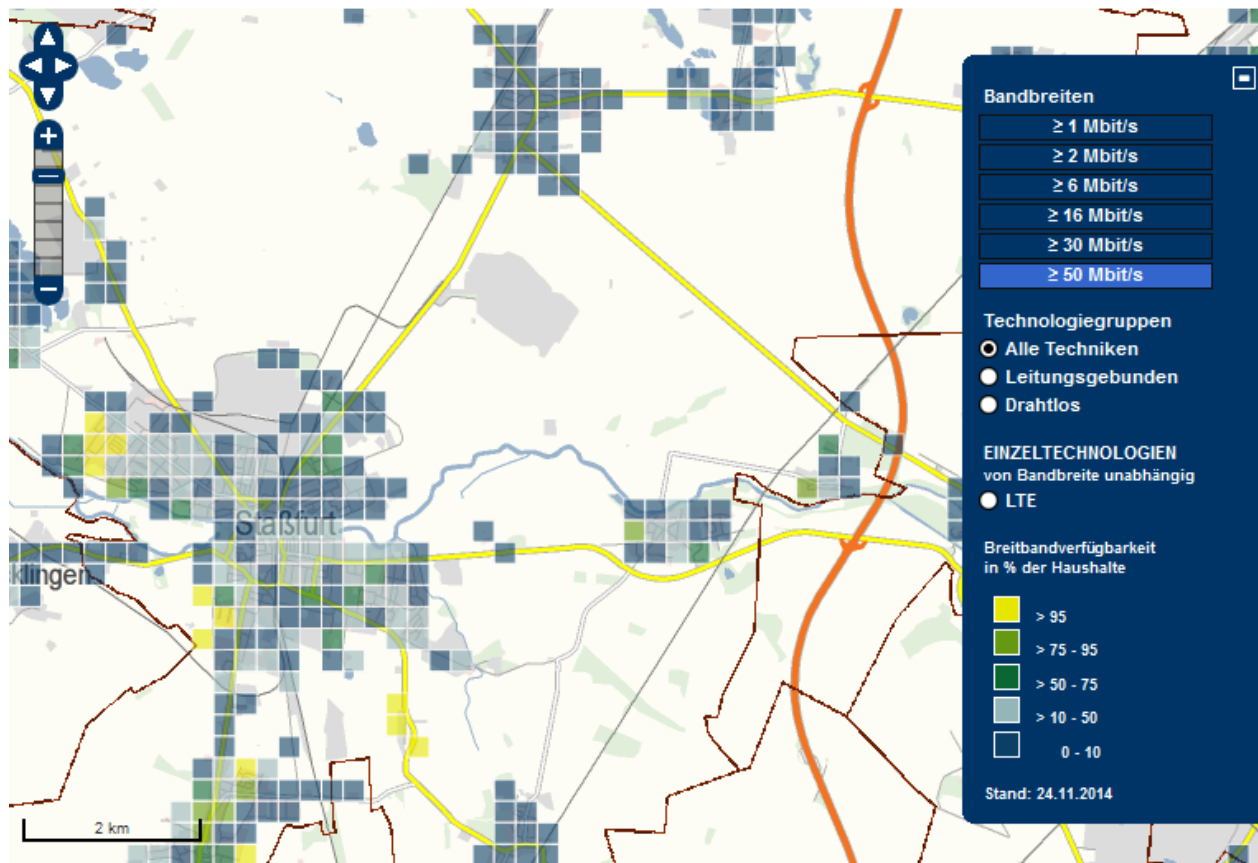 Bandbreiten
≥ 1 Mbit/s
≥ 2 Mbit/s
≥ 6 Mbit/s
≥ 16 Mbit/s
≥ 30 Mbit/s
≥ 50 Mbit/s
Technologiegruppen
Alle Techniken
Leitungsgebunden
Drahtlos
EINZELTECHNOLOGIEN
von Bandbreite unabhängig
LTE
Breitbandverfügbarkeit
in % der Haushalte
> 95
> 75 - 95
> 50 - 75
> 10 - 50
0 - 10
Stand: 24.11.2014
Staßfurt
klingen
2 km